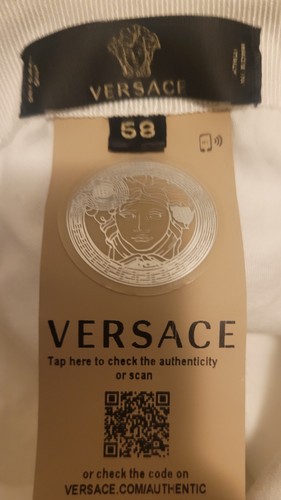 VERSACE
58
VERSACE
Tap here to check the authenticity
or scan
or check the code on
VERSACE.COM/AUTHENTIC